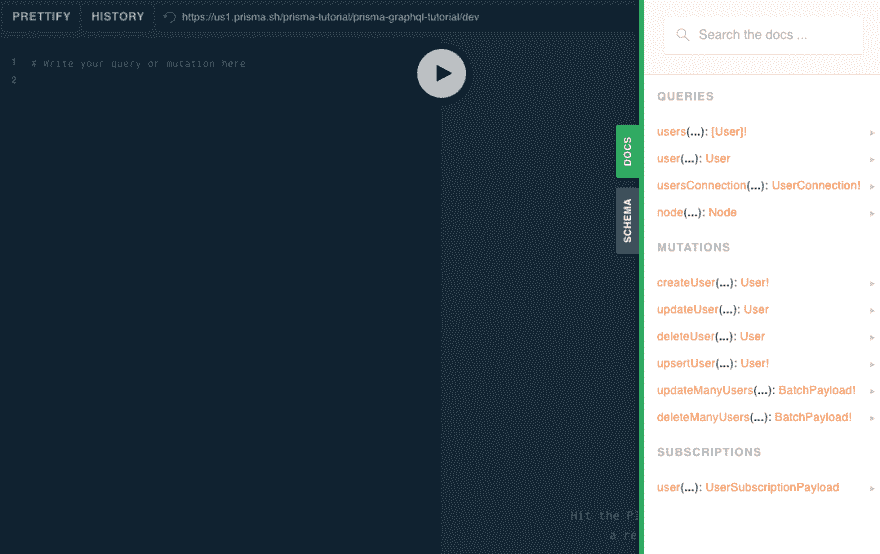 PRETTIFY HISTORY https://us1.prisma.sh/prisma-tutorial/prisma-graphql-tutorial/dev
1 # Write your query or mutation here
2
Hit the
a re
DOCS
SCHEMA
Search the docs ...
QUERIES
users(...): [User]!
user(...): User
usersConnection(...): UserConnection!
node(...): Node
MUTATIONS
createUser(...): User!
updateUser(...): User
deleteUser(...): User
upsertUser(...): User!
updateManyUsers(...): BatchPayload!
deleteManyUsers(...): BatchPayload!
SUBSCRIPTIONS
user(...): UserSubscriptionPayload